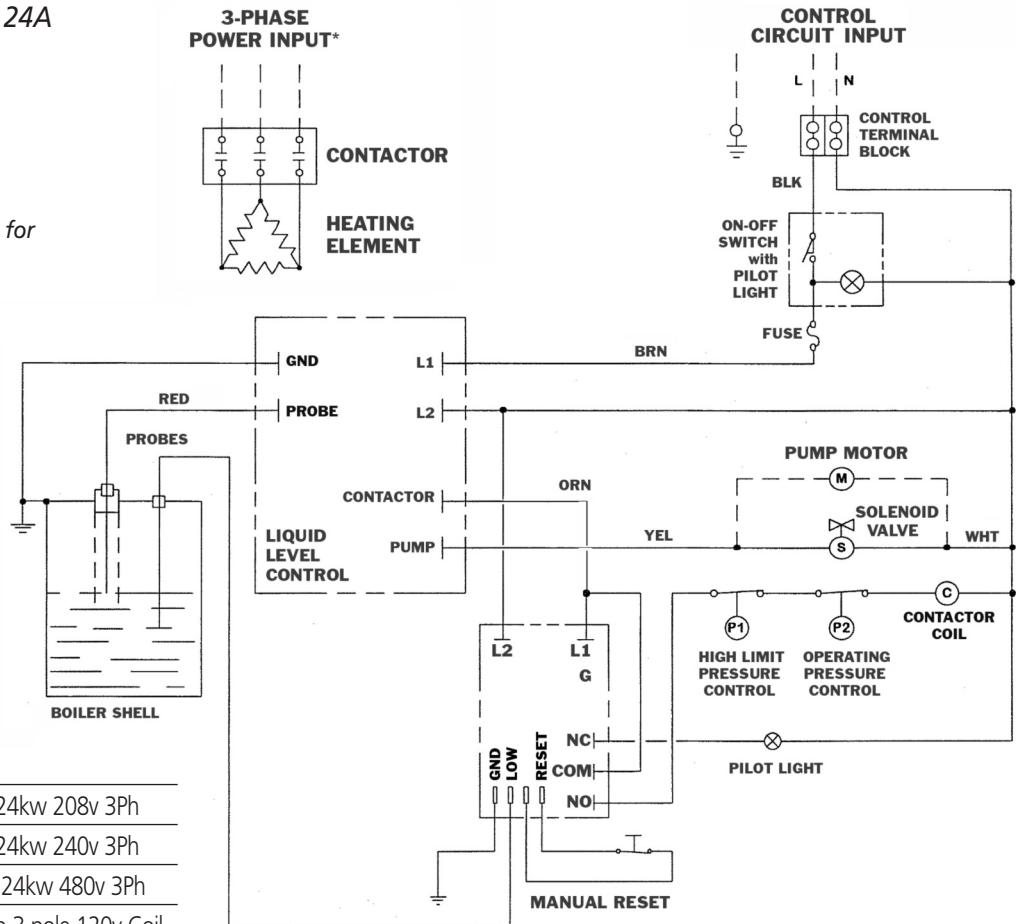 24A
3-PHASE
POWER INPUT*
CONTROL
CIRCUIT INPUT
L N
CONTROL
TERMINAL
BLOCK
CONTACTOR
BLK
for
HEATING
ELEMENT
ON-OFF
SWITCH
with
PILOT
LIGHT
FUSE
BRN
GND
L1
RED
PROBE
L2
PROBES
PUMP MOTOR
M
CONTACTOR
ORN
SOLENOID
VALVE
LIQUID
LEVEL
CONTROL
PUMP
YEL
S
WHT
C
CONTACTOR
COIL
P1
P2
HIGH LIMIT
PRESSURE
CONTROL
OPERATING
PRESSURE
CONTROL
L2
L1
G
BOILER SHELL
NC
PILOT LIGHT
GND
LOW
RESET
COM
NO
MANUAL RESET
24kw 208v 3Ph
24kw 240v 3Ph
24kw 480v 3Ph
3 pole 120v Coil